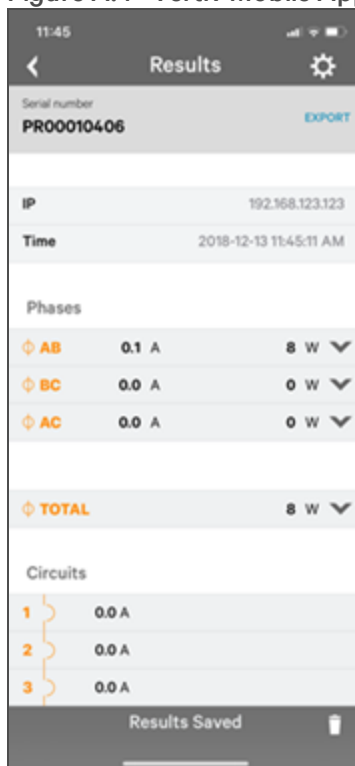 11:45
Results
Serial number
PR00010406
EXPORT
IP 192.168.123.123
Time 2018-12-13 11:45:11 AM
Phases
AB 0.1 A 8 W
BC 0.0 A 0 W
AC 0.0 A 0 W
TOTAL 8 W
Circuits
1 0.0 A
2 0.0 A
3 0.0 A
Results Saved